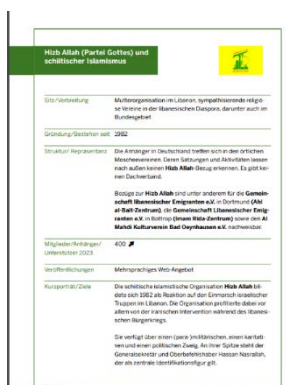 Hizb Allah (Partei
Gottes) und
schiitischer Islamismus
Sitz/Verbreitung
Mutterorganisation im Libanon, sympathisierende religiö-
se Vereine in der libanesischen Diaspora, darunter auch im
Bundesgebiet
Gründung/Bestehen seit
1982
Struktur/ Repräsentanz
Die Anhänger in Deutschland treffen sich in den örtlichen
Moscheevereinen. Deren Satzungen und Aktivitäten lassen
nach außen keinen Hizb Allah-Bezug erkennen. Es gibt kei-
nen Dachverband.
Bezüge zur Hizb Allah sind unter anderem für die Gemein-
schaft libanesischer Emigranten e.V. in Dortmund (Ahl
al-Bait-Zentrum), die Gemeinschaft Libanesischer Emig-
ranten e.V. in Bottrop (Imam Rida-Zentrum) sowie den Al
Mahdi Kulturverein Bad Oeynhausen e.V. nachweisbar.
Mitglieder/Anhänger/
Unterstützer 2023
400
Veröffentlichungen
Mehrsprachiges Web-Angebot
Kurzporträt/Ziele
Die schiitische islamistische Organisation Hizb Allah bil-
dete sich 1982 als Reaktion auf den Einmarsch israelischer
Truppen im Libanon. Die Organisation profitierte dabei vor
allem von der iranischen Intervention während des libanesi-
schen Bürgerkriegs.
Sie verfügt über einen (para-)militärischen, einen karitati-
ven und einen politischen Zweig. An ihrer Spitze steht der
Generalsekretär und Oberbefehlshaber Hassan Nasrallah,
der als zentrale Identifikationsfigur gilt.